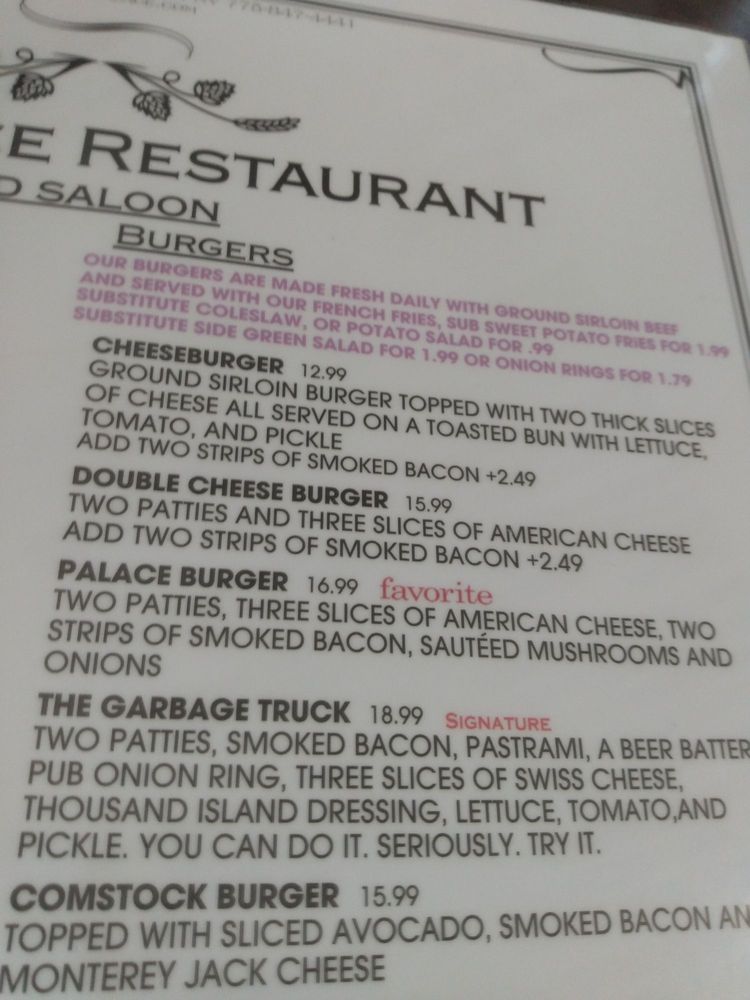 RESTAURANT
SALOON
BURGERS
OUR BURGERS ARE MADE FRESH DAILY WITH GROUND SIRLOIN BEEF
AND SERVED WITH OUR FRENCH FRIES, SUB SWEET POTATO FRIES FOR 1.99
SUBSTITUTE COLESLAW, OR POTATO SALAD FOR .99
SUBSTITUTE SIDE GREEN SALAD FOR 1.99 OR ONION RINGS FOR 1.79
CHEESEBURGER 12.99
GROUND SIRLOIN BURGER TOPPED WITH TWO THICK SLICES
OF CHEESE ALL SERVED ON A TOASTED BUN WITH LETTUCE,
TOMATO, AND PICKLE
ADD TWO STRIPS OF SMOKED BACON +2.49
DOUBLE CHEESE BURGER 15.99
TWO PATTIES AND THREE SLICES OF AMERICAN CHEESE
ADD TWO STRIPS OF SMOKED BACON +2.49
PALACE BURGER 16.99 favorite
TWO PATTIES, THREE SLICES OF AMERICAN CHEESE, TWO
STRIPS OF SMOKED BACON, SAUTÉED MUSHROOMS AND
ONIONS
THE GARBAGE TRUCK 18.99 SIGNATURE
TWO PATTIES, SMOKED BACON, PASTRAMI, A BEER BATTER
PUB ONION RING, THREE SLICES OF SWISS CHEESE,
THOUSAND ISLAND DRESSING, LETTUCE, TOMATO,AND
PICKLE. YOU CAN DO IT. SERIOUSLY. TRY IT.
COMSTOCK BURGER 15.99
TOPPED WITH SLICED AVOCADO, SMOKED BACON AN
MONTEREY JACK CHEESE